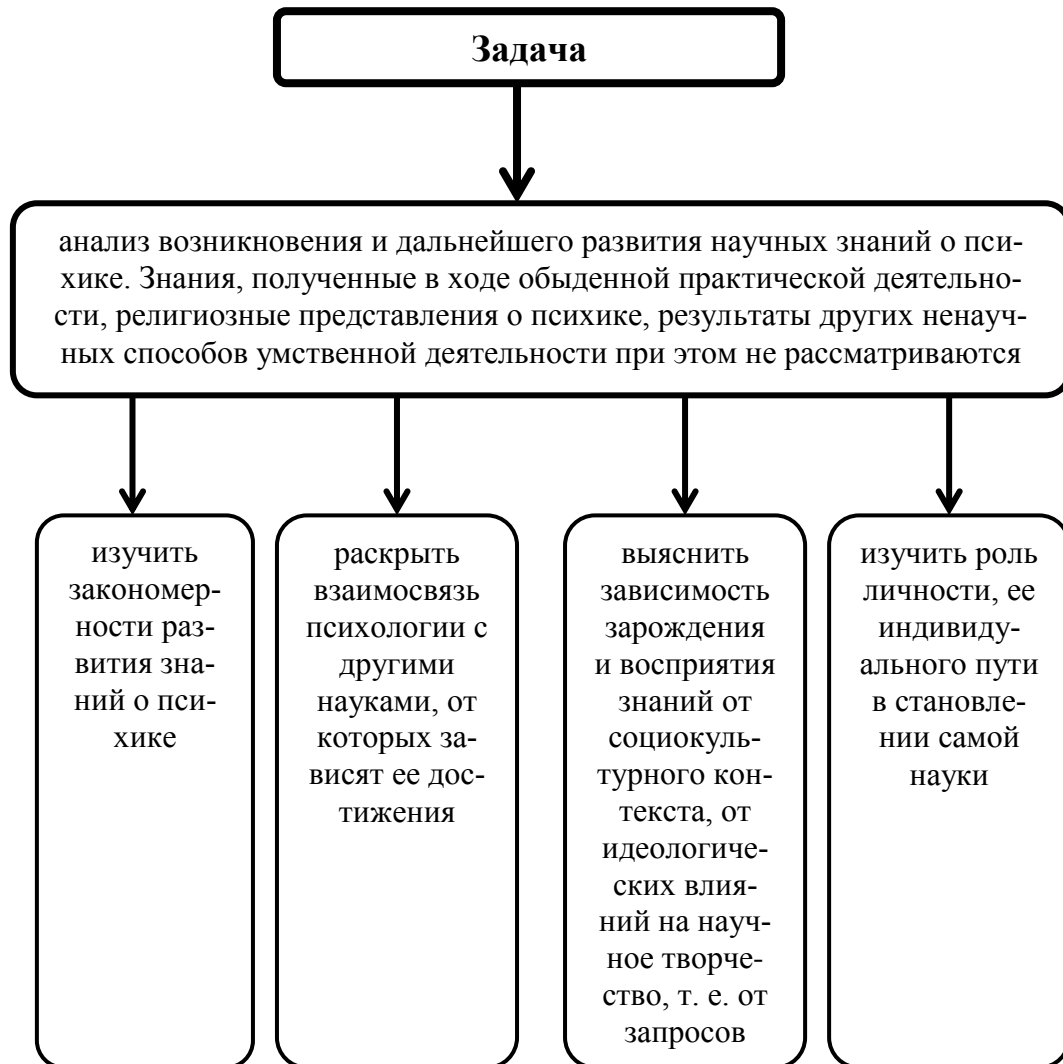 Задача
анализ возникновения и дальнейшего развития научных знаний о пси-
хике. Знания, полученные в ходе обыденной практической деятельно-
сти, религиозные представления о психике, результаты других ненауч-
ных способов умственной деятельности при этом не рассматриваются
изучить
закономер-
ности раз-
вития зна-
ний о пси-
хике
раскрыть
взаимосвязь
психологии с
другими
науками, от
которых за-
висят ее дос-
тижения
выяснить
зависимость
зарождения
и восприятия
знаний от
социокуль-
турного кон-
текста, от
идеологиче-
ских влия-
ний на науч-
ное творче-
ство, т. е. от
запросов
изучить роль
личности, ее
индивиду-
ального пути
в становле-
нии самой
науки